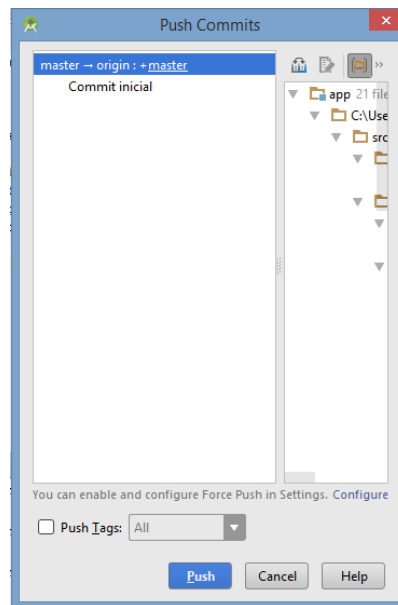 Push Commits
master → origin : +master
Commit inicial
app 21 file
C:\Use
src
You can enable and configure Force Push in Settings. Configure
Push Tags: All
Push Cancel Help